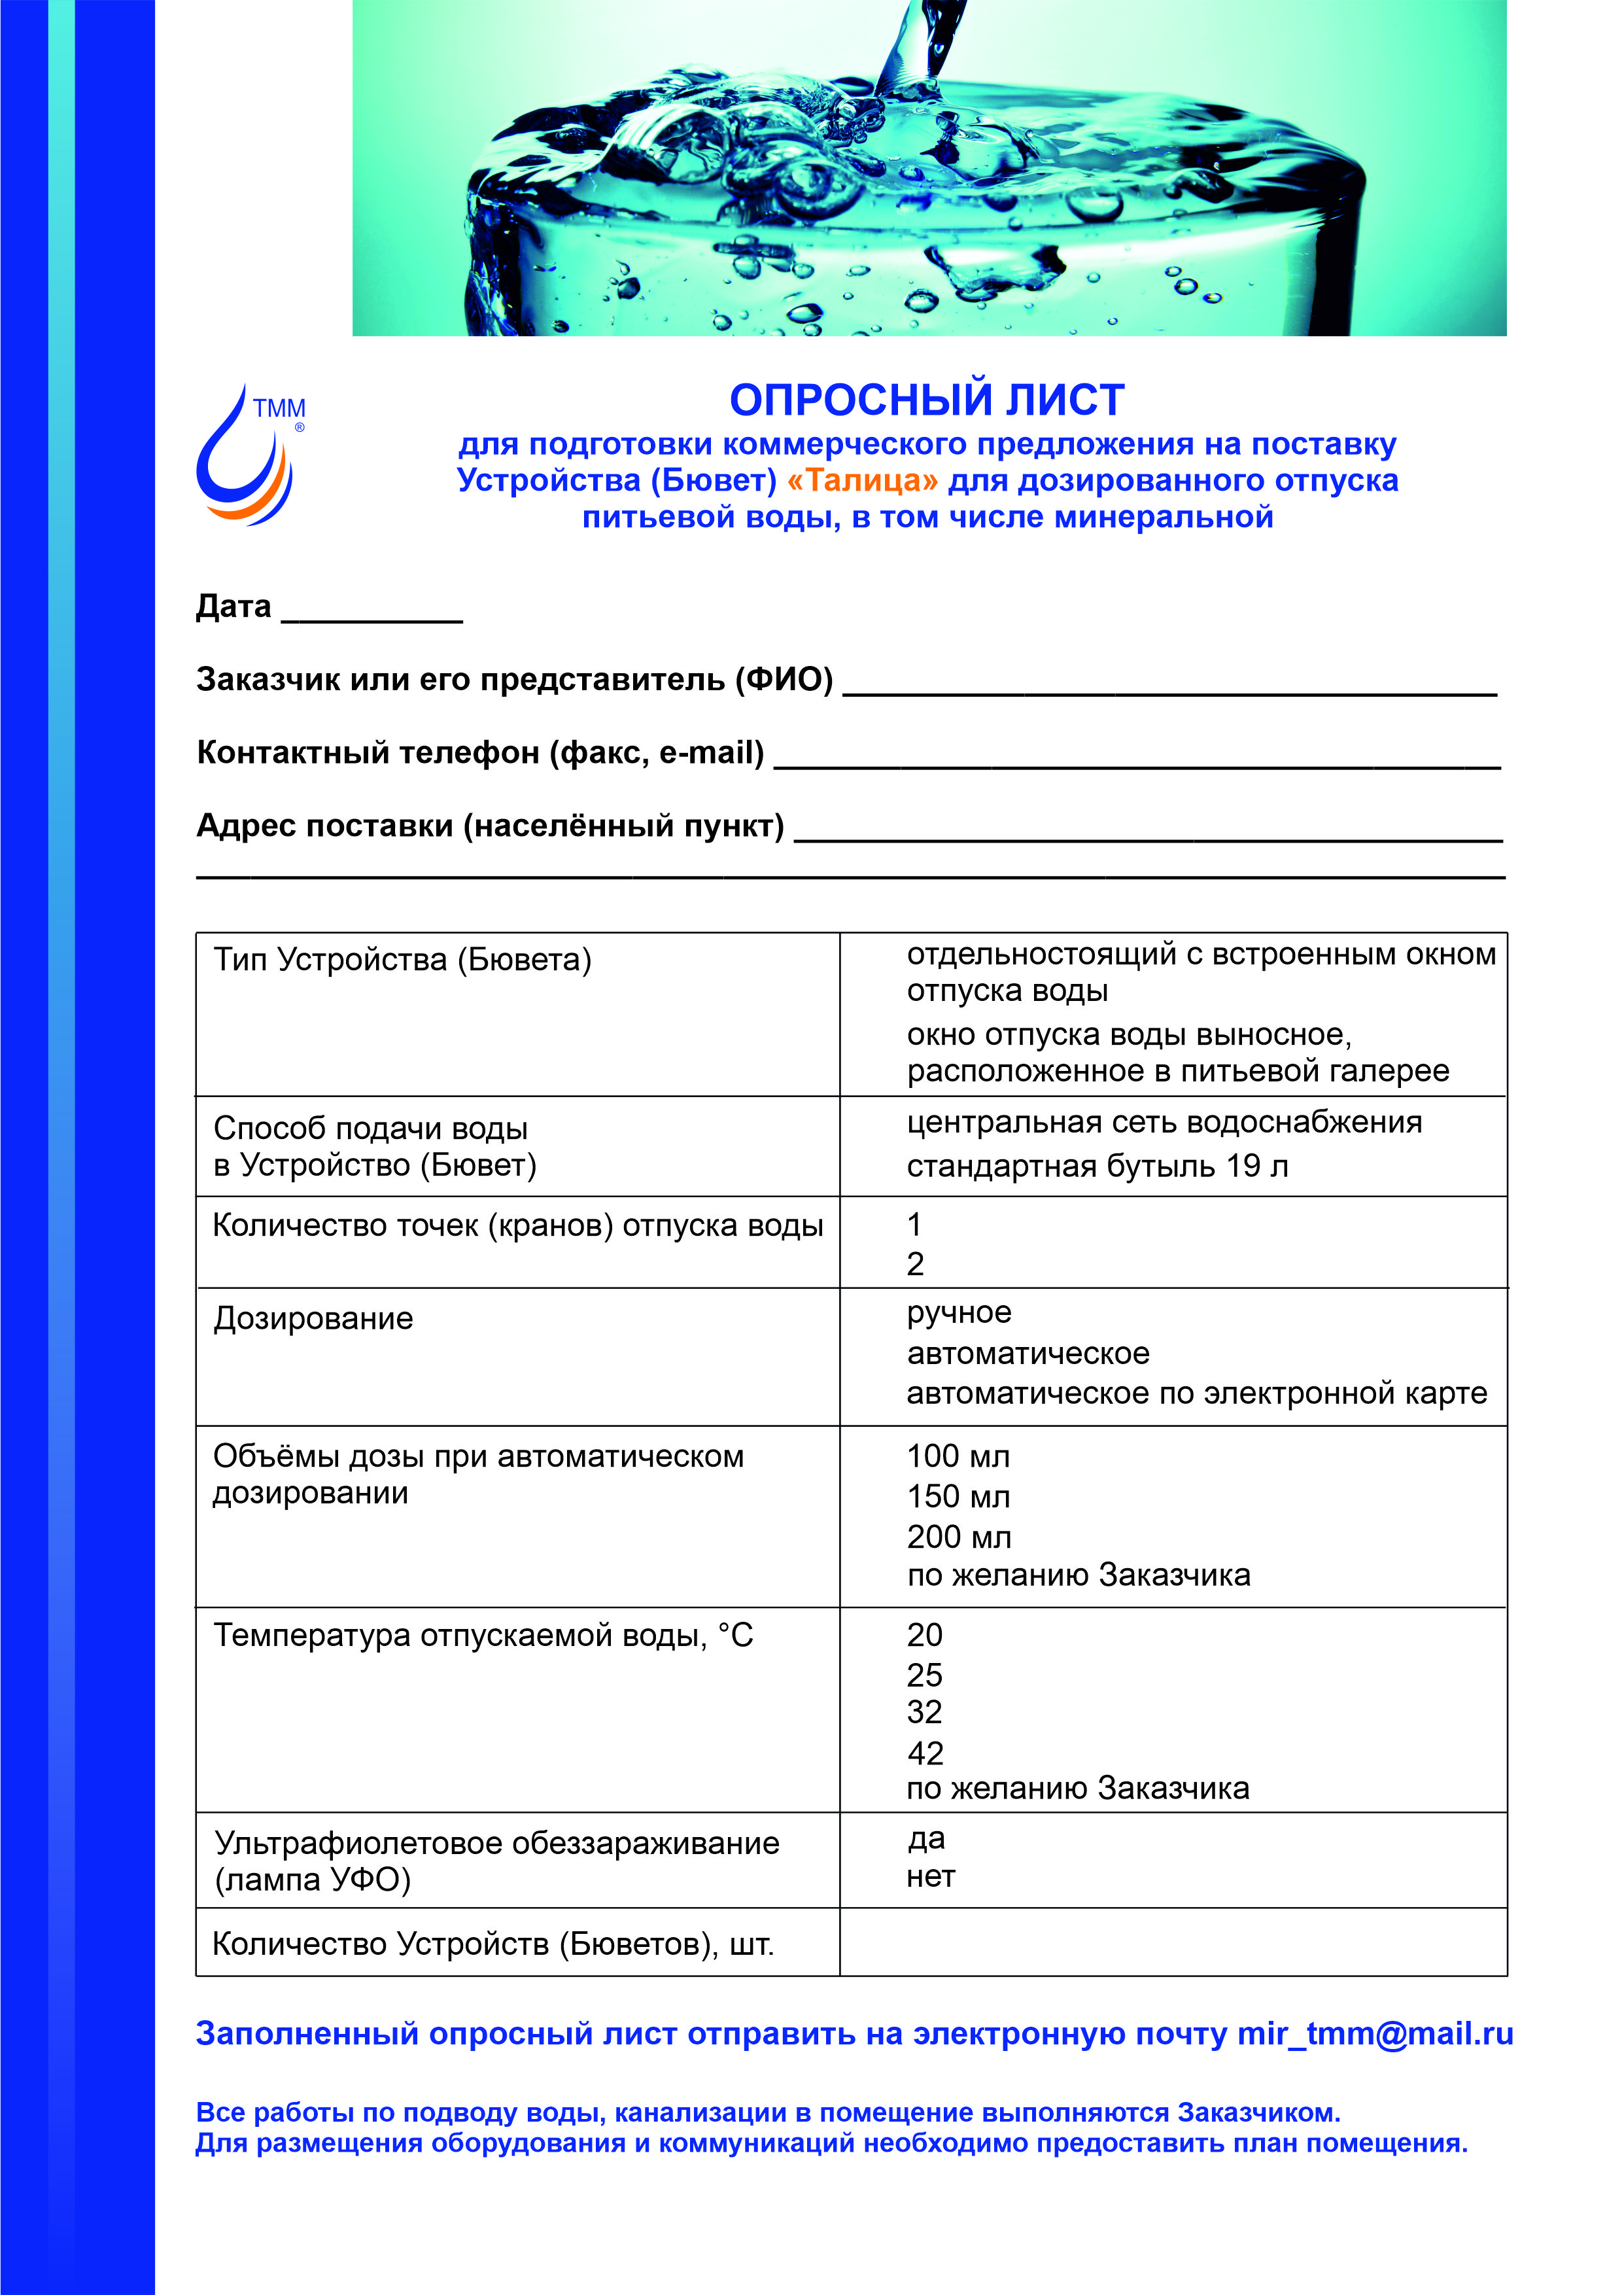 ТММ
®
ОПРОСНЫЙ ЛИСТ
для подготовки коммерческого предложения на поставку
Устройства (Бювет) «Талица» для дозированного отпуска
питьевой воды, в том числе минеральной
Дата __________
Заказчик или его представитель (ФИО) ____________________________________
Контактный телефон (факс, e-mail) ________________________________________
Адрес поставки (населённый пункт) _______________________________________
________________________________________________________________________
Тип Устройства (Бювета)
отдельностоящий с встроенным окном
отпуска воды
окно отпуска воды выносное,
расположенное в питьевой галерее
Способ подачи воды
в Устройство (Бювет)
центральная сеть водоснабжения
стандартная бутыль 19 л
Количество точек (кранов) отпуска воды
1
2
Дозирование
ручное
автоматическое
автоматическое по электронной карте
Объёмы дозы при автоматическом
дозировании
100 мл
150 мл
200 мл
по желанию Заказчика
Температура отпускаемой воды, °С
20
25
32
42
по желанию Заказчика
Ультрафиолетовое обеззараживание
(лампа УФО)
да
нет
Количество Устройств (Бюветов), шт.
Заполненный опросный лист отправить на электронную почту mir_tmm@mail.ru
Все работы по подводу воды, канализации в помещение выполняются Заказчиком.
Для размещения оборудования и коммуникаций необходимо предоставить план помещения.